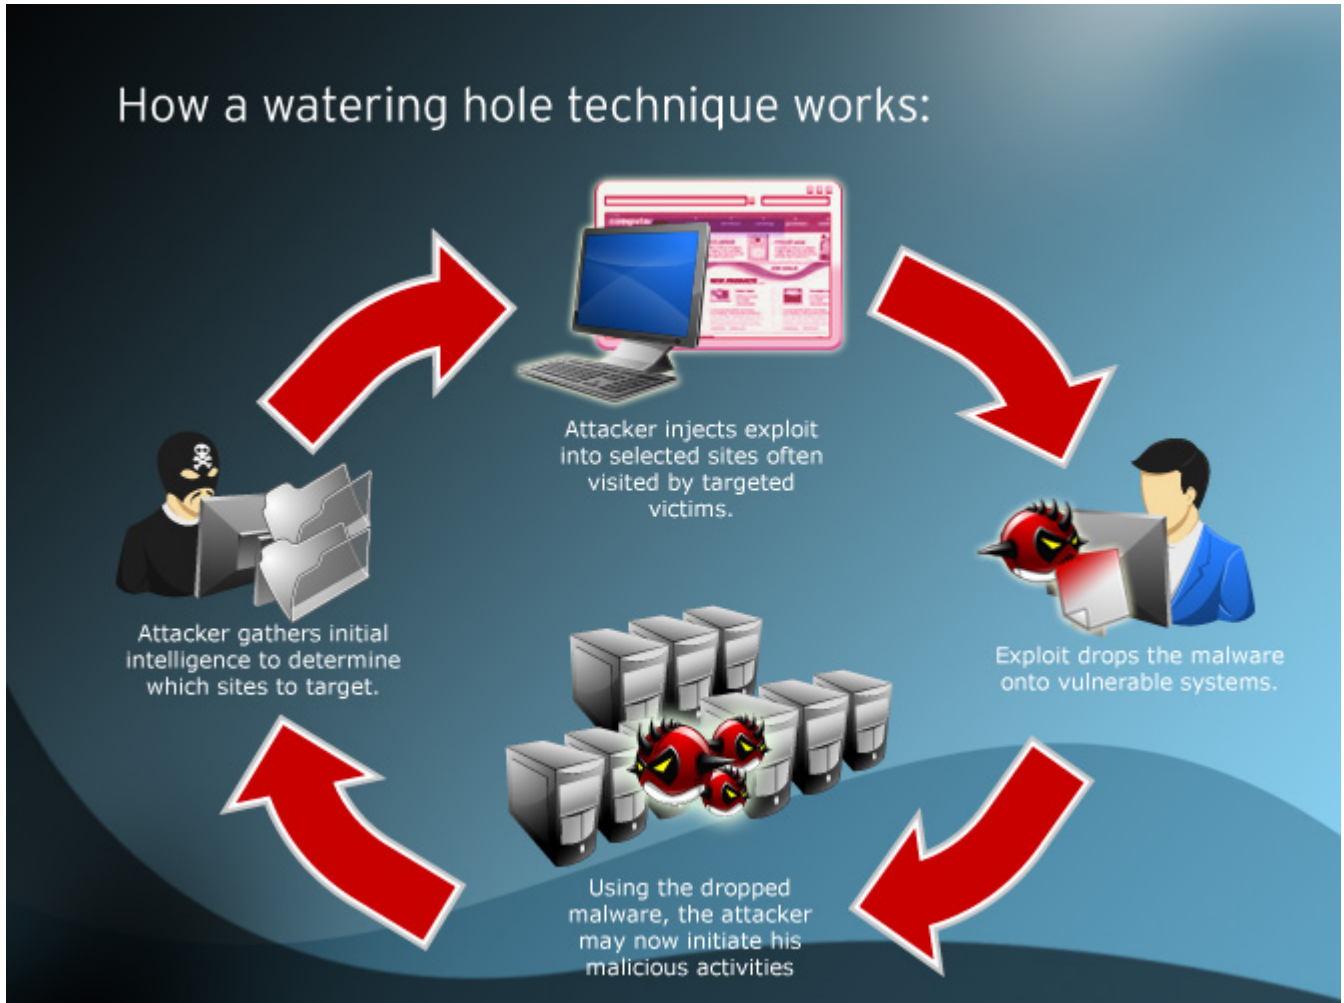 How a watering hole technique works:
Attacker injects exploit
into selected sites often
visited by targeted
victims.
Attacker gathers initial
intelligence to determine
which sites to target.
Exploit drops the malware
onto vulnerable systems.
Using the dropped
malware, the attacker
may now initiate his
malicious activities